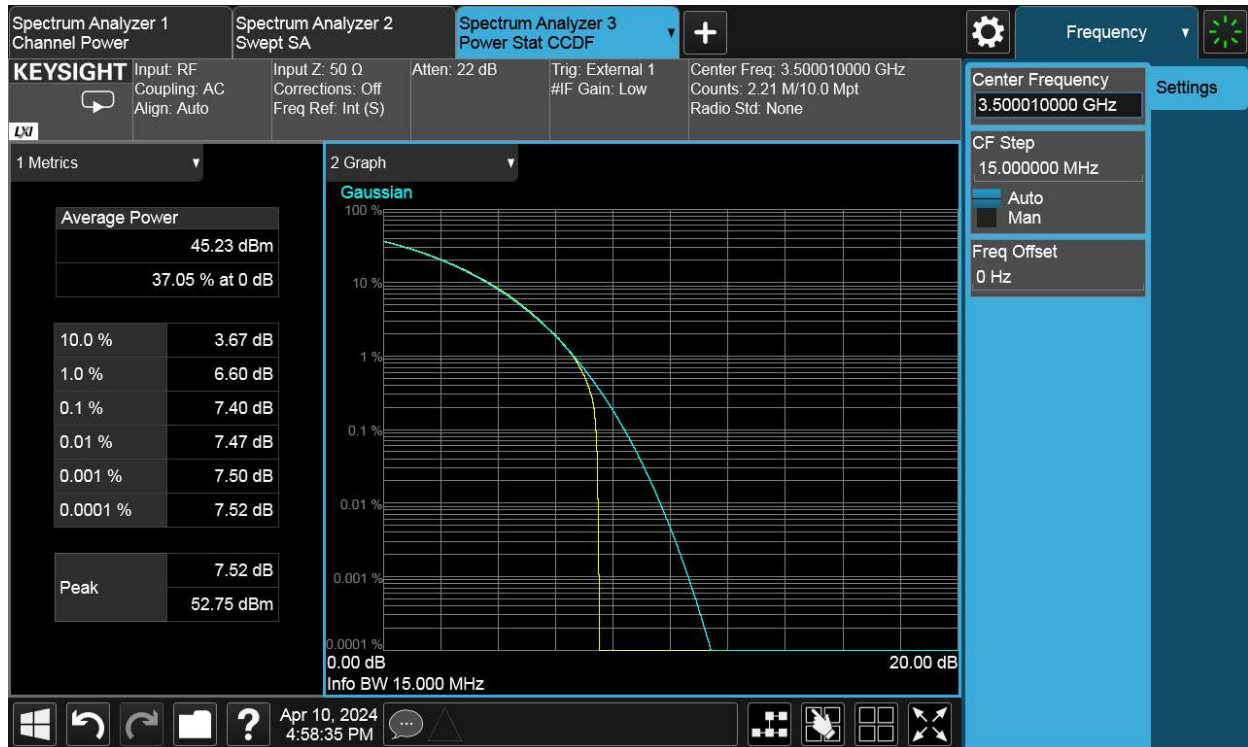 Spectrum Analyzer 1
Channel Power
Spectrum Analyzer 2
Swept SA
Spectrum Analyzer 3
Power Stat CCDF
+
Frequency
KEYSIGHT
LXI
Input: RF
Coupling: AC
Align: Auto
Input Z: 50 Ω
Corrections: Off
Freq Ref: Int (S)
Atten: 22 dB
Trig: External 1
#IF Gain: Low
Center Freq: 3.500010000 GHz
Counts: 2.21 M/10.0 Mpt
Radio Std: None
Center Frequency
3.500010000 GHz
Settings
CF Step
15.000000 MHz
Auto
Man
Freq Offset
0 Hz
1 Metrics
Average Power
45.23 dBm
37.05 % at 0 dB
10.0 % 3.67 dB
1.0 % 6.60 dB
0.1 % 7.40 dB
0.01 % 7.47 dB
0.001 % 7.50 dB
0.0001 % 7.52 dB
Peak 7.52 dB
52.75 dBm
2 Graph
Gaussian
100 %
10 %
1 %
0.1 %
0.01 %
0.001 %
0.0001 %
0.00 dB 20.00 dB
Info BW 15.000 MHz
?
Apr 10, 2024
4:58:35 PM